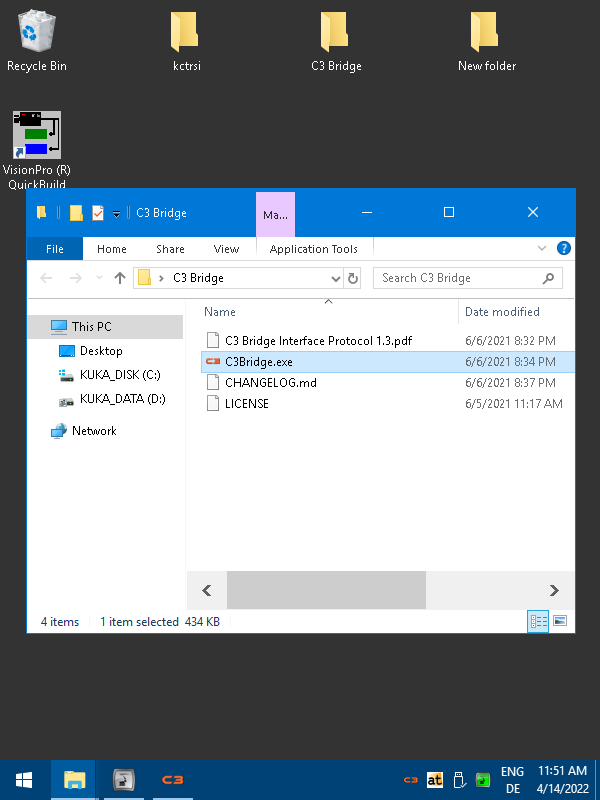 Recycle Bin
kctrsi
C3 Bridge
New folder
VisionPro (R)
QuickBuild
C3 Bridge
Ma...
File
Home
Share
View
Application Tools
C3 Bridge
Search C3 Bridge
Name
Date modified
This PC
Desktop
KUKA_DISK (C:)
KUKA_DATA (D:)
Network
C3 Bridge Interface Protocol 1.3.pdf
6/6/2021 8:32 PM
C3Bridge.exe
6/6/2021 8:34 PM
CHANGELOG.md
6/6/2021 8:37 PM
LICENSE
6/5/2021 11:17 AM
4 items
1 item selected 434 KB
C3
C3
at
ENG
DE
11:51 AM
4/14/2022